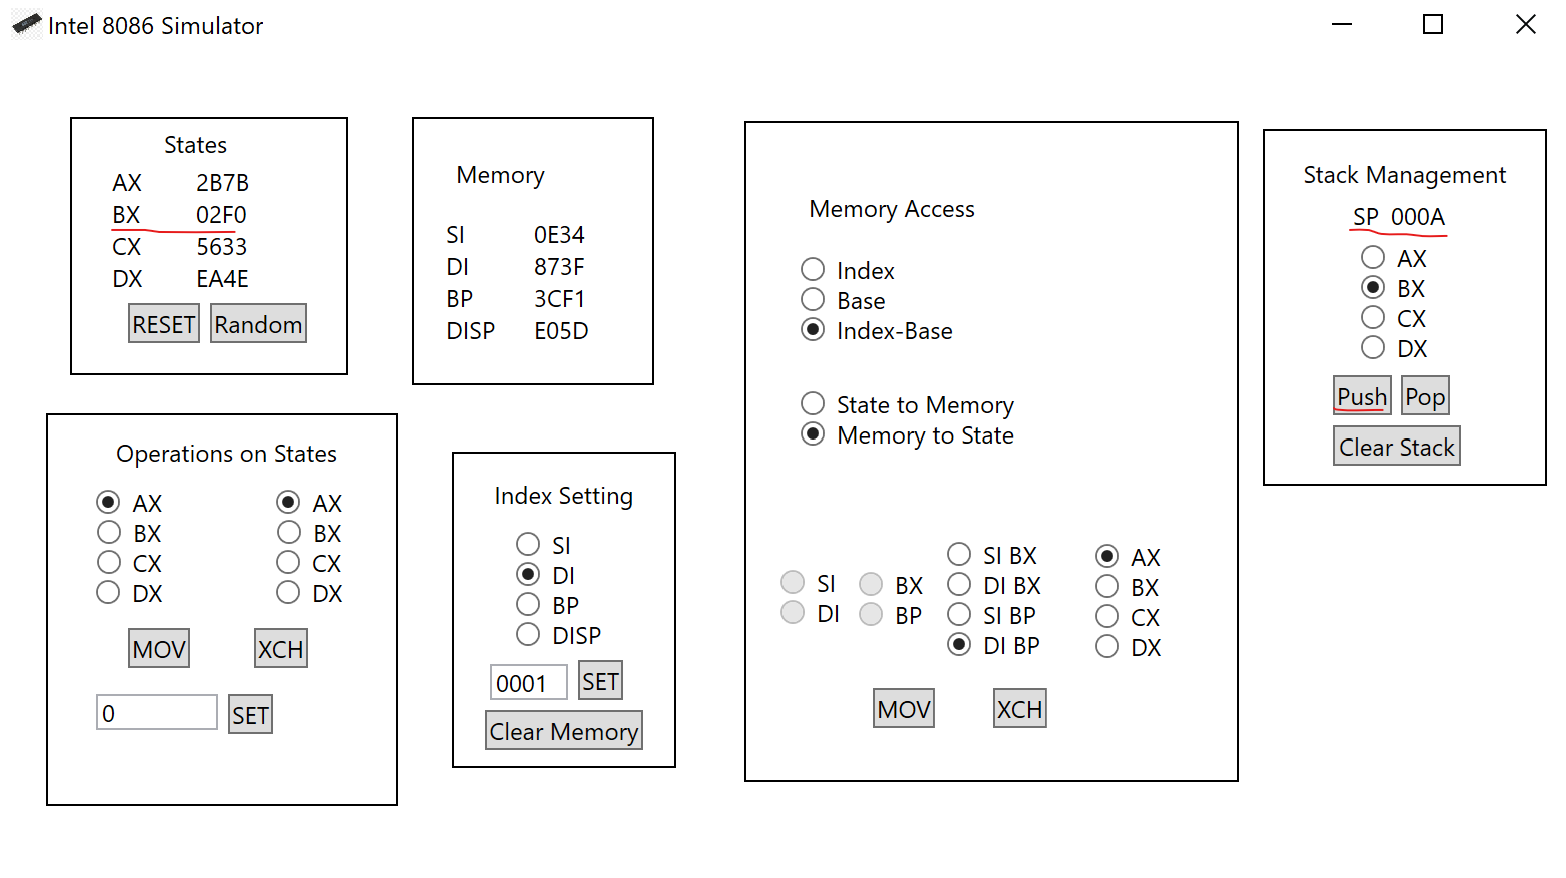 Intel 8086 Simulator
States
AX 2B7B
BX 02F0
CX 5633
DX EA4E
RESET Random
Memory
SI 0E34
DI 873F
BP 3CF1
DISP E05D
Memory Access
Index
Base
Index-Base
State to Memory
Memory to State
SI
DI
BX
BP
SI BX
DI BX
SI BP
DI BP
AX
BX
CX
DX
MOV XCH
Stack Management
SP 000A
AX
BX
CX
DX
Push Pop
Clear Stack
Operations on States
AX AX
BX BX
CX CX
DX DX
MOV XCH
0 SET
Index Setting
SI
DI
BP
DISP
0001 SET
Clear Memory